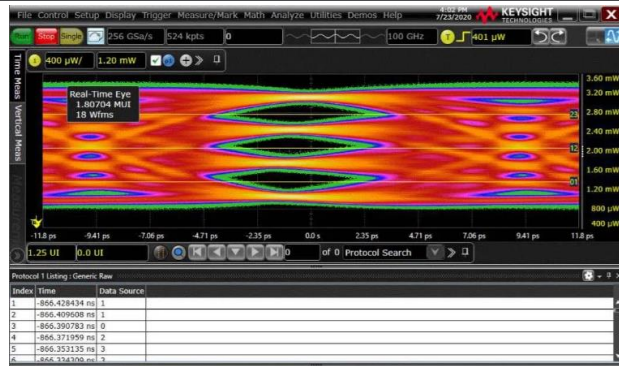 File Control Setup Display Trigger Measure/Mark Math Analyze Utilities Demos Help 4:02 PM 7/23/2020 KEYSIGHT TECHNOLOGIES
Run Stop Single 256 GSa/s 524 kpts 0 100 GHz T 401 µW
1 400 µW/ 1.20 mW
Time Meas
Vertical Meas
Real-Time Eye
1.80704 MUI
18 Wfms
3.60 mW
3.20 mW
23 2.80 mW
2.40 mW
12 2.00 mW
1.60 mW
01 1.20 mW
800 µW
400 µW
-11.8 ps -9.41 ps -7.06 ps -4.71 ps -2.35 ps 0.0 s 2.35 ps 4.71 ps 7.06 ps 9.41 ps 11.8 ps
1.25 UI 0.0 UI 0 of 0 Protocol Search
Protocol 1 Listing : Generic Raw
Index Time Data Source
1 -866.428434 ns 1
2 -866.409608 ns 1
3 -866.390783 ns 0
4 -866.371959 ns 2
5 -866.353135 ns 3
6 -866.334309 ns